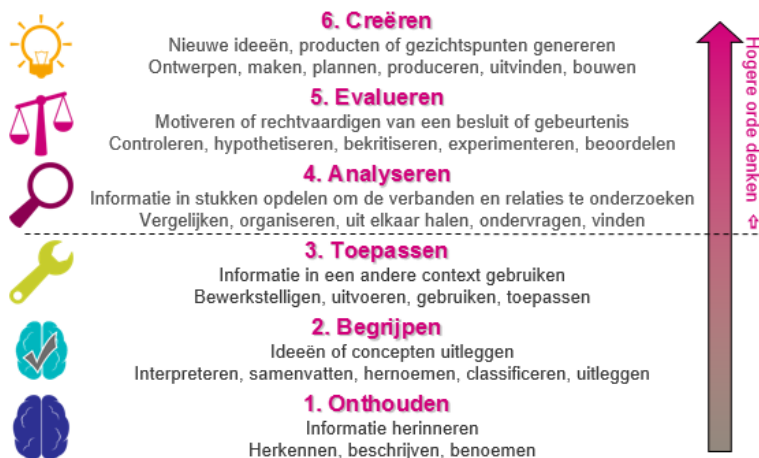 6. Creëren
Nieuwe ideeën, producten of gezichtspunten genereren
Ontwerpen, maken, plannen, produceren, uitvinden, bouwen
5. Evalueren
Motiveren of rechtvaardigen van een besluit of gebeurtenis
Controleren, hypothetiseren, bekritiseren, experimenteren, beoordelen
4. Analyseren
Informatie in stukken opdelen om de verbanden en relaties te onderzoeken
Vergelijken, organiseren, uit elkaar halen, ondervragen, vinden
3. Toepassen
Informatie in een andere context gebruiken
Bewerkstelligen, uitvoeren, gebruiken, toepassen
2. Begrijpen
Ideeën of concepten uitleggen
Interpreteren, samenvatten, hernoemen, classificeren, uitleggen
1. Onthouden
Informatie herinneren
Herkennen, beschrijven, benoemen
Hogere orde denken